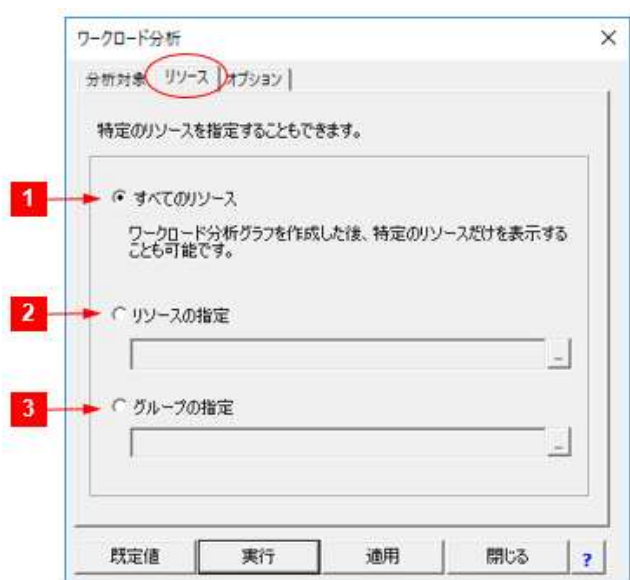 ワークロード分析
分析対象 リソース オプション
特定のリソースを指定することもできます。
1
すべてのリソース
ワークロード分析グラフを作成した後、特定のリソースだけを表示する
ことも可能です。
2
リソースの指定
...
3
グループの指定
...
既定値 実行 適用 閉じる ?